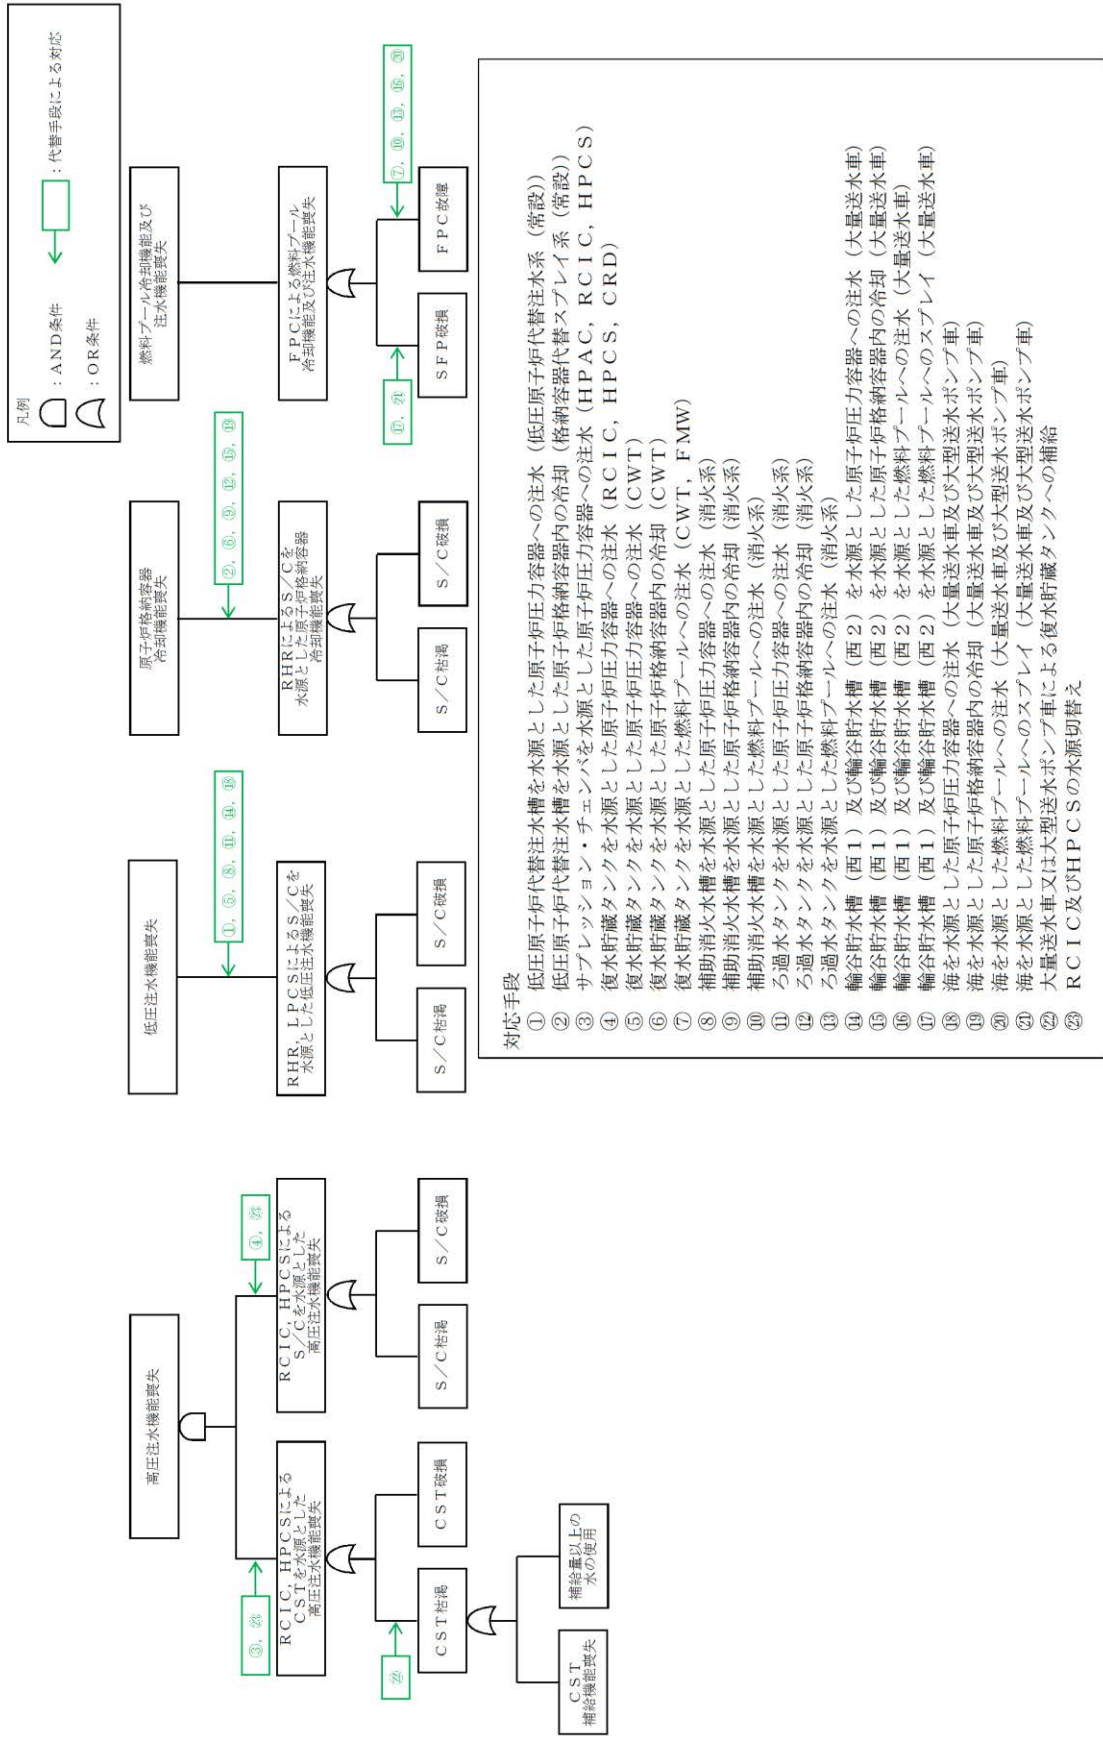 凡例
：AND条件
：OR条件
：代替手段による対応
高圧注水機能喪失
③，㉓
RCIC，HPCSによる
CSTを水源とした
高圧注水機能喪失
④，㉓
RCIC，HPCSによる
S／Cを水源とした
高圧注水機能喪失
㉒
CST枯渇
CST破損
S／C枯渇
S／C破損
CST
補給機能喪失
補給量以上の
水の使用
低圧注水機能喪失
①，⑤，⑧，⑪，⑭，⑱
RHR，LPCSによるS／Cを
水源とした低圧注水機能喪失
S／C枯渇
S／C破損
原子炉格納容器
冷却機能喪失
②，⑥，⑨，⑫，⑮，⑲
RHRによるS／Cを
水源とした原子炉格納容器
冷却機能喪失
S／C枯渇
S／C破損
燃料プール冷却機能及び
注水機能喪失
FPCによる燃料プール
冷却機能及び注水機能喪失
⑰，㉑
⑦，⑩，⑬，⑯，⑳
SFP破損
FPC故障
対応手段
① 低圧原子炉代替注水槽を水源とした原子炉圧力容器への注水（低圧原子炉代替注水系（常設））
② 低圧原子炉代替注水槽を水源とした原子炉格納容器内の冷却（格納容器代替スプレイ系（常設））
③ サプレッション・チェンバを水源とした原子炉圧力容器への注水（HPAC，RCIC，HPCS）
④ 復水貯蔵タンクを水源とした原子炉圧力容器への注水（RCIC，HPCS，CRD）
⑤ 復水貯蔵タンクを水源とした原子炉圧力容器への注水（CWT）
⑥ 復水貯蔵タンクを水源とした原子炉格納容器内の冷却（CWT）
⑦ 復水貯蔵タンクを水源とした燃料プールへの注水（CWT，FMW）
⑧ 補助消火水槽を水源とした原子炉圧力容器への注水（消火系）
⑨ 補助消火水槽を水源とした原子炉格納容器内の冷却（消火系）
⑩ 補助消火水槽を水源とした燃料プールへの注水（消火系）
⑪ ろ過水タンクを水源とした原子炉圧力容器への注水（消火系）
⑫ ろ過水タンクを水源とした原子炉格納容器内の冷却（消火系）
⑬ ろ過水タンクを水源とした燃料プールへの注水（消火系）
⑭ 輪谷貯水槽（西1）及び輪谷貯水槽（西2）を水源とした原子炉圧力容器への注水（大量送水車）
⑮ 輪谷貯水槽（西1）及び輪谷貯水槽（西2）を水源とした原子炉格納容器内の冷却（大量送水車）
⑯ 輪谷貯水槽（西1）及び輪谷貯水槽（西2）を水源とした燃料プールへの注水（大量送水車）
⑰ 輪谷貯水槽（西1）及び輪谷貯水槽（西2）を水源とした燃料プールへのスプレイ（大量送水車）
⑱ 海を水源とした原子炉圧力容器への注水（大量送水車及び大型送水ポンプ車）
⑲ 海を水源とした原子炉格納容器内の冷却（大量送水車及び大型送水ポンプ車）
⑳ 海を水源とした燃料プールへの注水（大量送水車及び大型送水ポンプ車）
㉑ 海を水源とした燃料プールへのスプレイ（大量送水車及び大型送水ポンプ車）
㉒ 大量送水車又は大型送水ポンプ車による復水貯蔵タンクへの補給
㉓ RCIC及びHPCSの水源切替え